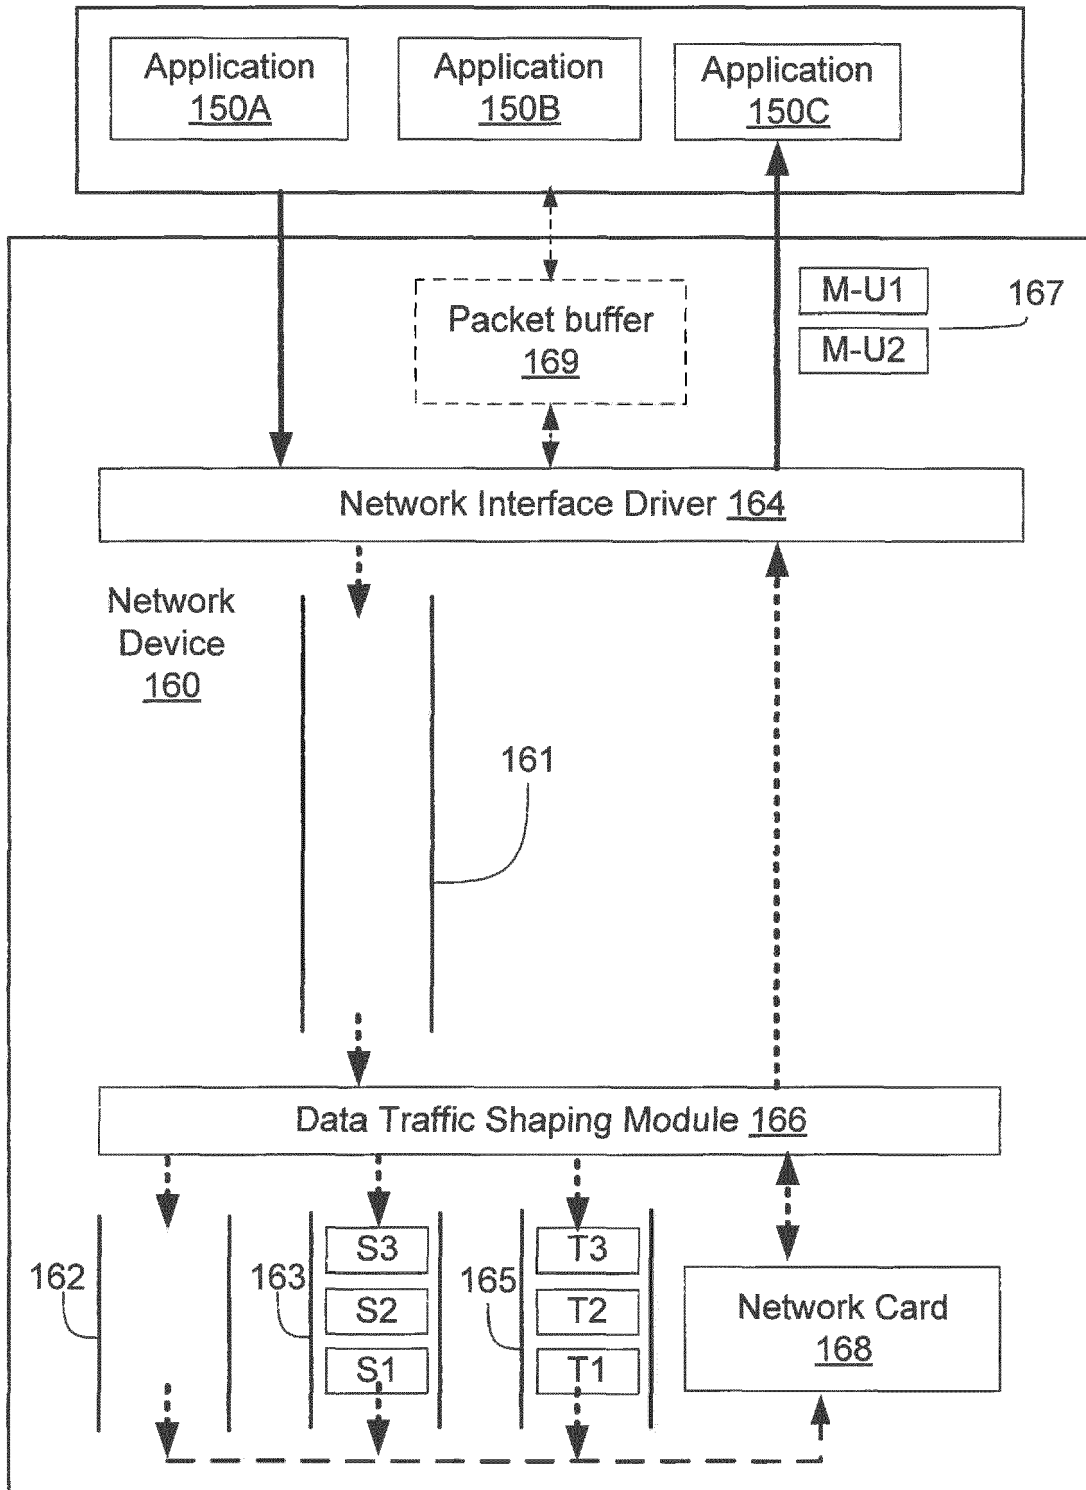 Application
150A
Application
150B
Application
150C
M-U1
M-U2
167
Packet buffer
169
Network Interface Driver 164
Network
Device
160
161
Data Traffic Shaping Module 166
162
163
S3
S2
S1
165
T3
T2
T1
Network Card
168